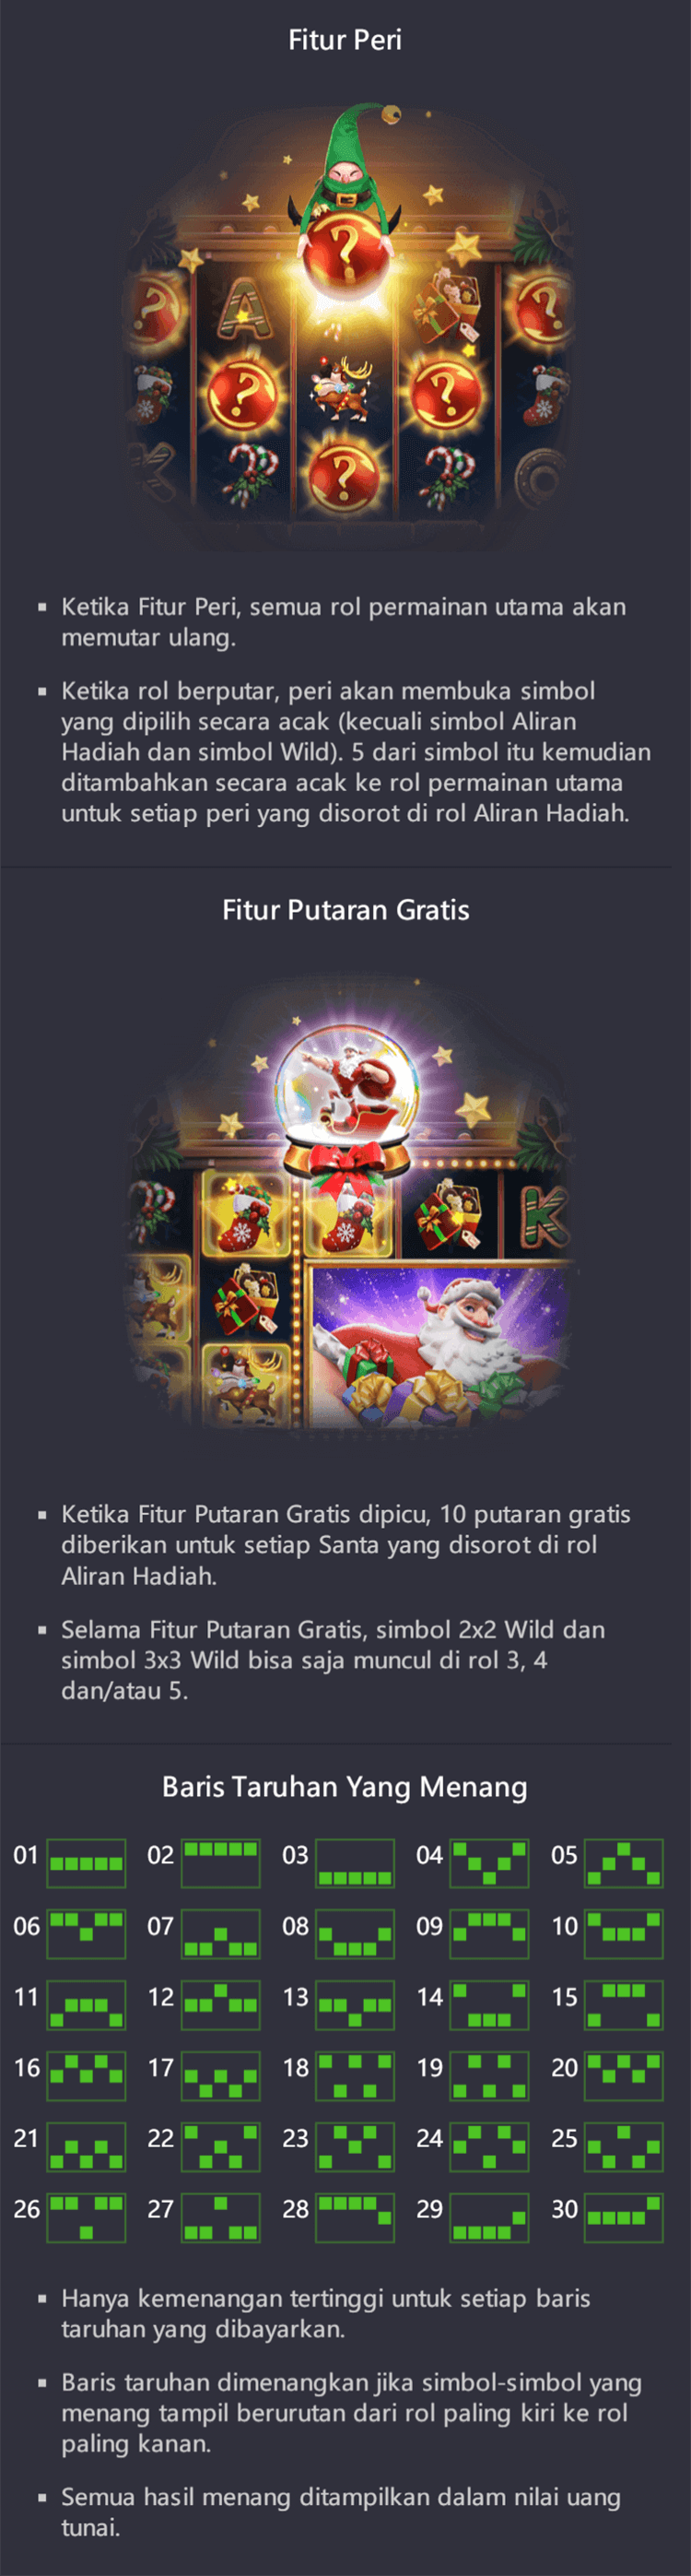 Fitur Peri
Ketika Fitur Peri, semua rol permainan utama akan
memutar ulang.
Ketika rol berputar, peri akan membuka simbol
yang dipilih secara acak (kecuali simbol Aliran
Hadiah dan simbol Wild). 5 dari simbol itu kemudian
ditambahkan secara acak ke rol permainan utama
untuk setiap peri yang disorot di rol Aliran Hadiah.
Fitur Putaran Gratis
Ketika Fitur Putaran Gratis dipicu, 10 putaran gratis
diberikan untuk setiap Santa yang disorot di rol
Aliran Hadiah.
Selama Fitur Putaran Gratis, simbol 2x2 Wild dan
simbol 3x3 Wild bisa saja muncul di rol 3, 4
dan/atau 5.
Baris Taruhan Yang Menang
01 02 03 04 05
06 07 08 09 10
11 12 13 14 15
16 17 18 19 20
21 22 23 24 25
26 27 28 29 30
Hanya kemenangan tertinggi untuk setiap baris
taruhan yang dibayarkan.
Baris taruhan dimenangkan jika simbol-simbol yang
menang tampil berurutan dari rol paling kiri ke rol
paling kanan.
Semua hasil menang ditampilkan dalam nilai uang
tunai.